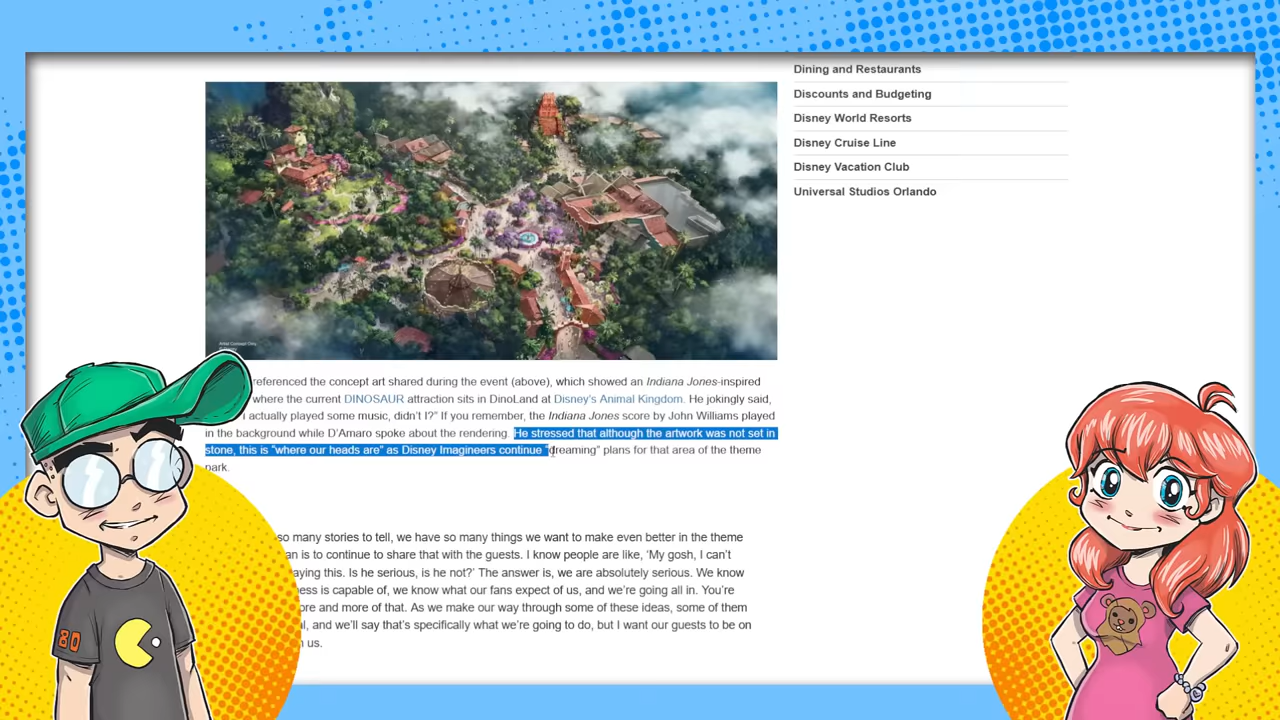 Dining and Restaurants
Discounts and Budgeting
Disney World Resorts
Disney Cruise Line
Disney Vacation Club
Universal Studios Orlando
Artist Concept Only
referenced the concept art shared during the event (above), which showed an Indiana Jones-inspired
where the current DINOSAUR attraction sits in DinoLand at Disney's Animal Kingdom. He jokingly said,
I actually played some music, didn't I?" If you remember, the Indiana Jones score by John Williams played
in the background while D'Amaro spoke about the rendering. He stressed that although the artwork was not set in
stone, this is "where our heads are" as Disney Imagineers continue "dreaming" plans for that area of the theme
park.
so many stories to tell, we have so many things we want to make even better in the theme
an is to continue to share that with the guests. I know people are like, 'My gosh, I can't
aying this. Is he serious, is he not?' The answer is, we are absolutely serious. We know
ness is capable of, we know what our fans expect of us, and we're going all in. You're
ore and more of that. As we make our way through some of these ideas, some of them
l, and we'll say that's specifically what we're going to do, but I want our guests to be on
us.
80